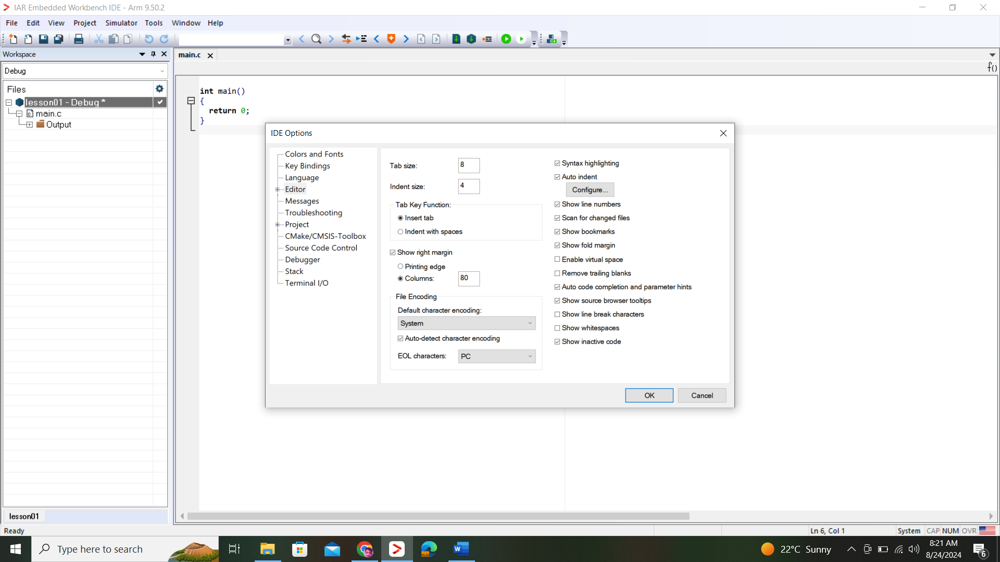 IAR Embedded Workbench IDE - Arm 9.50.2
File Edit View Project Simulator Tools Window Help
Workspace
main.c
Debug
f()
Files
lesson01 - Debug *
main.c
Output
int main()
{
return 0;
}
IDE Options
Colors and Fonts
Key Bindings
Language
Editor
Messages
Troubleshooting
Project
CMake/CMSIS-Toolbox
Source Code Control
Debugger
Stack
Terminal I/O
Tab size: 8
Indent size: 4
Tab Key Function:
Insert tab
Indent with spaces
Show right margin
Printing edge
Columns: 80
File Encoding
Default character encoding:
System
Auto-detect character encoding
EOL characters: PC
Syntax highlighting
Auto indent
Configure...
Show line numbers
Scan for changed files
Show bookmarks
Show fold margin
Enable virtual space
Remove trailing blanks
Auto code completion and parameter hints
Show source browser tooltips
Show line break characters
Show whitespaces
Show inactive code
OK Cancel
lesson01
Ready
Ln 6, Col 1 System CAP NUM OVR
Type here to search
22°C Sunny
8:21 AM
8/24/2024
6